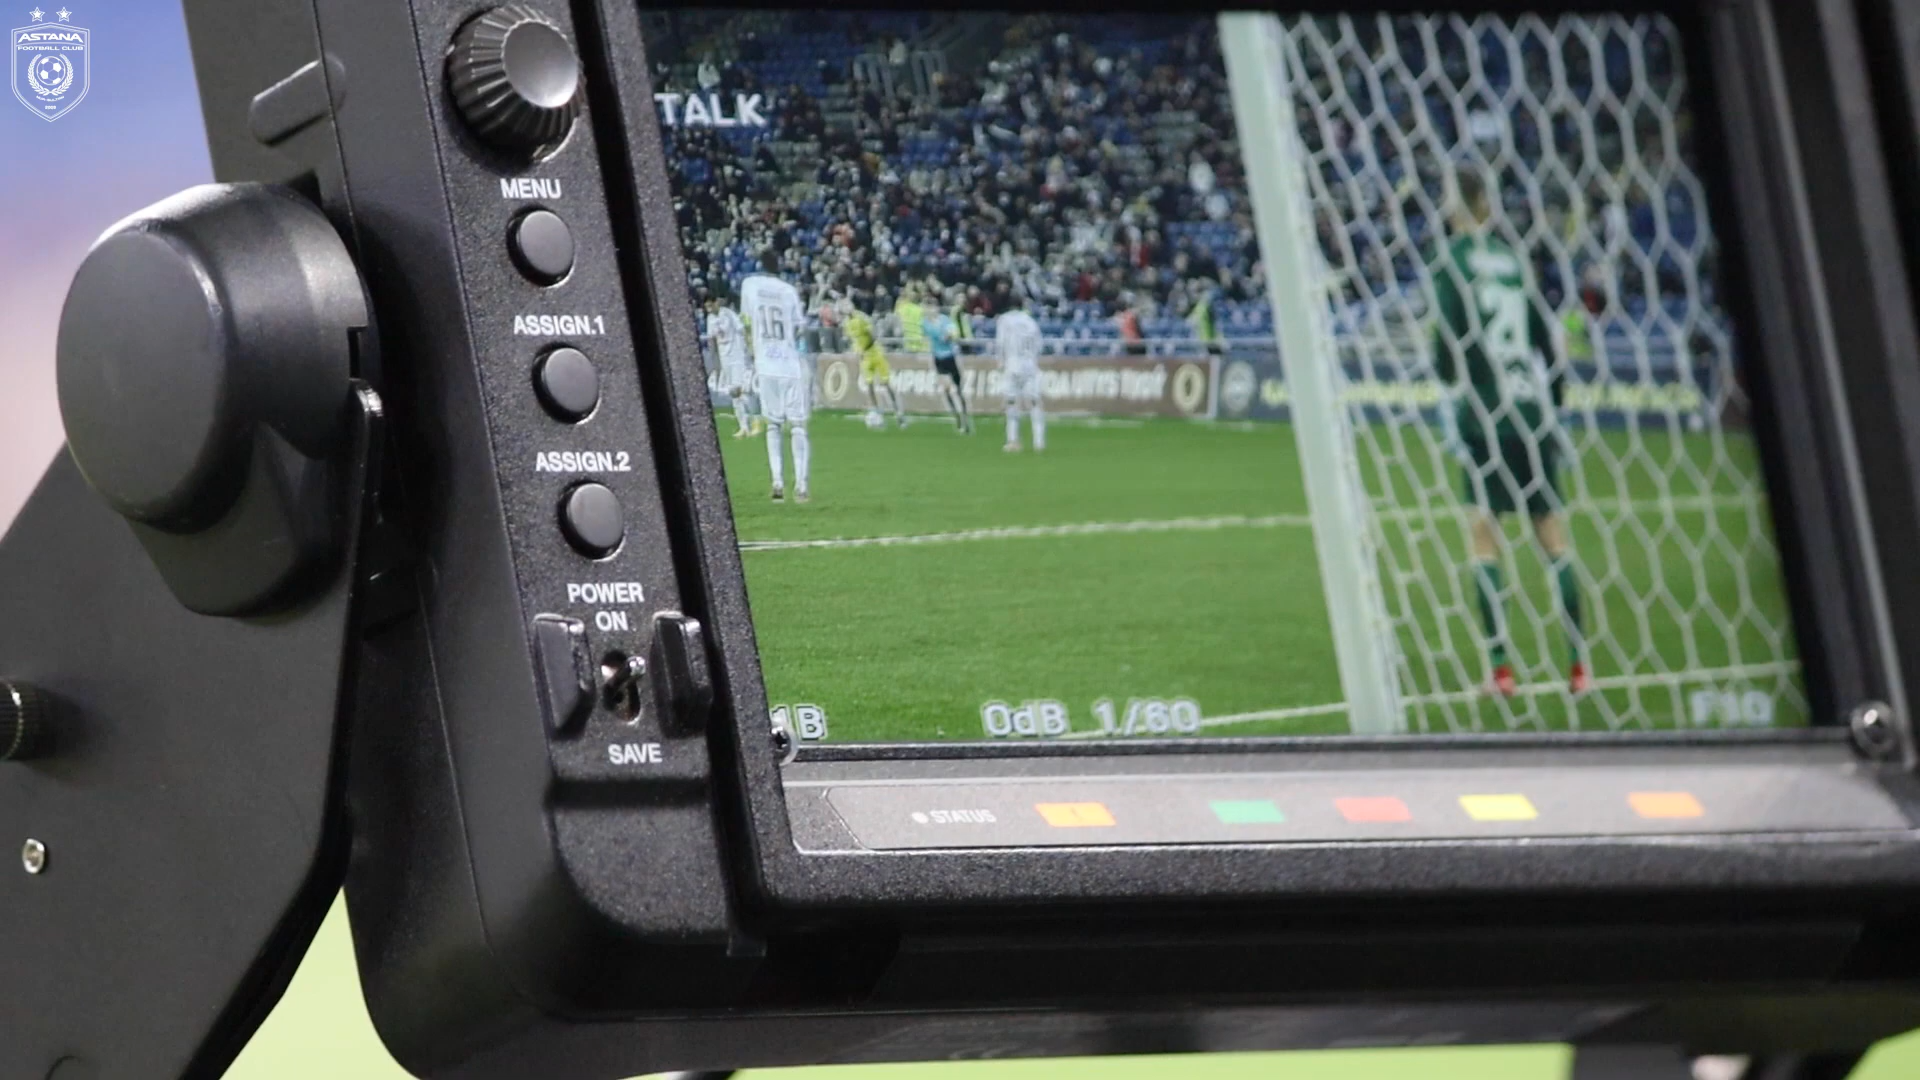 ASTANA
FOOTBALL CLUB
TALK
MENU
ASSIGN.1
16
ASSIGN.2
POWER
ON
0dB 1/60
SAVE
STATUS